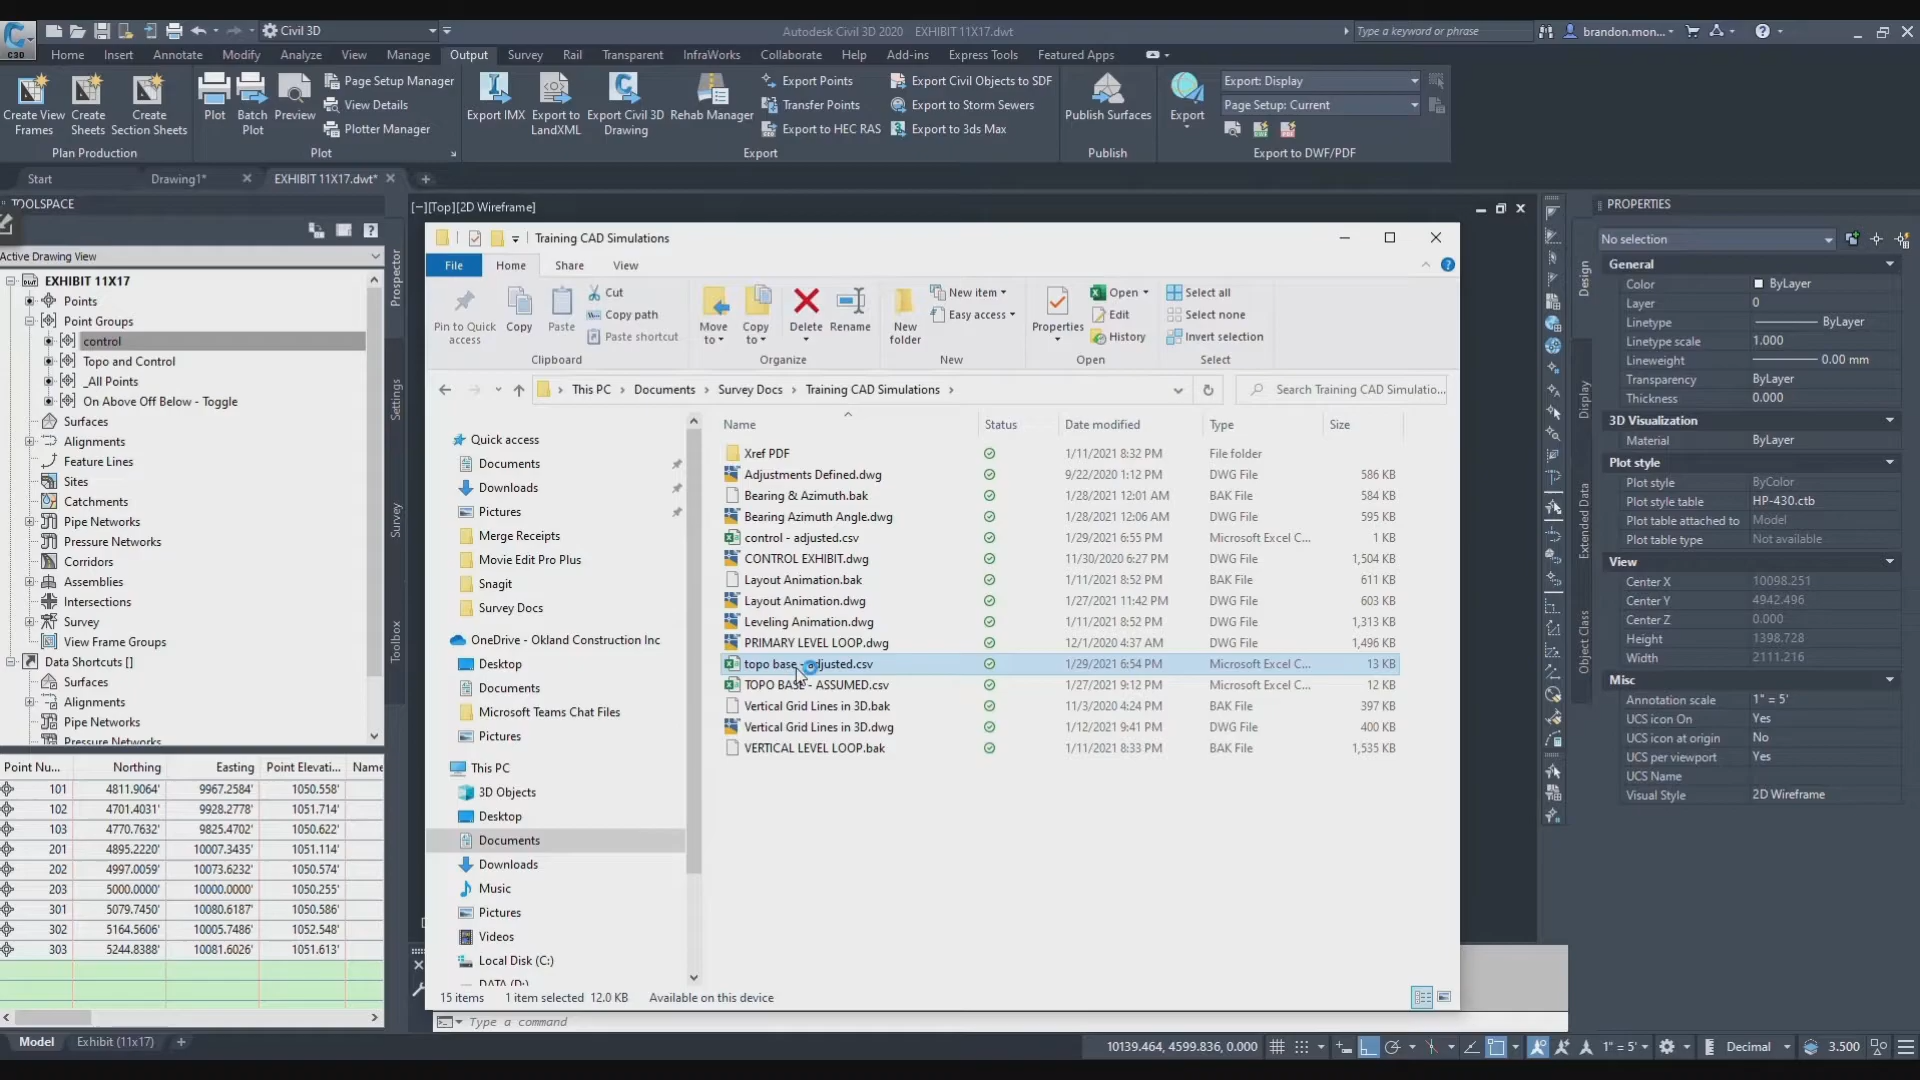 Civil 3D
Autodesk Civil 3D 2020 EXHIBIT 11X17.dwt
Type a keyword or phrase
brandon.mon...
C3D
Home Insert Annotate Modify Analyze View Manage Output Survey Rail Transparent InfraWorks Collaborate Help Add-ins Express Tools Featured Apps
Create View Frames
Create Sheets
Create Section Sheets
Plan Production
Plot
Batch Plot
Preview
Page Setup Manager
View Details
Plotter Manager
Plot
Export IMX
Export to LandXML
Export Civil 3D Drawing
Rehab Manager
Export Points
Transfer Points
Export to HEC RAS
Export Civil Objects to SDF
Export to Storm Sewers
Export to 3ds Max
Export
Publish Surfaces
Publish
Export
Export: Display
Page Setup: Current
Export to DWF/PDF
Start
Drawing1*
EXHIBIT 11X17.dwt*
TOOLSPACE
Active Drawing View
EXHIBIT 11X17
Points
Point Groups
control
Topo and Control
_All Points
On Above Off Below - Toggle
Surfaces
Alignments
Feature Lines
Sites
Catchments
Pipe Networks
Pressure Networks
Corridors
Assemblies
Intersections
Survey
View Frame Groups
Data Shortcuts []
Surfaces
Alignments
Pipe Networks
Pressure Networks
Prospector
Settings
Survey
Toolbox
Point Nu... Northing Easting Point Elevati... Name
101 4811.9064' 9967.2584' 1050.558'
102 4701.4031' 9928.2778' 1051.714'
103 4770.7632' 9825.4702' 1050.622'
201 4895.2220' 10007.3435' 1051.114'
202 4997.0059' 10073.6232' 1050.574'
203 5000.0000' 10000.0000' 1050.255'
301 5079.7450' 10080.6187' 1050.586'
302 5164.5606' 10005.7486' 1052.548'
303 5244.8388' 10081.6026' 1051.613'
[−][Top][2D Wireframe]
Training CAD Simulations
File Home Share View
Pin to Quick access
Copy
Paste
Cut
Copy path
Paste shortcut
Clipboard
Move to
Copy to
Delete
Rename
Organize
New folder
New item
Easy access
New
Properties
Open
Edit
History
Open
Select all
Select none
Invert selection
Select
This PC > Documents > Survey Docs > Training CAD Simulations >
Search Training CAD Simulatio...
Quick access
Documents
Downloads
Pictures
Merge Receipts
Movie Edit Pro Plus
Snagit
Survey Docs
OneDrive - Okland Construction Inc
Desktop
Documents
Microsoft Teams Chat Files
Pictures
This PC
3D Objects
Desktop
Documents
Downloads
Music
Pictures
Videos
Local Disk (C:)
DATA (D:)
Name Status Date modified Type Size
Xref PDF 1/11/2021 8:32 PM File folder
Adjustments Defined.dwg 9/22/2020 1:12 PM DWG File 586 KB
Bearing & Azimuth.bak 1/28/2021 12:01 AM BAK File 584 KB
Bearing Azimuth Angle.dwg 1/28/2021 12:06 AM DWG File 595 KB
control - adjusted.csv 1/29/2021 6:55 PM Microsoft Excel C... 1 KB
CONTROL EXHIBIT.dwg 11/30/2020 6:27 PM DWG File 1,504 KB
Layout Animation.bak 1/11/2021 8:52 PM BAK File 611 KB
Layout Animation.dwg 1/27/2021 11:42 PM DWG File 603 KB
Leveling Animation.dwg 1/11/2021 8:52 PM DWG File 1,313 KB
PRIMARY LEVEL LOOP.dwg 12/1/2020 4:37 AM DWG File 1,496 KB
topo base - adjusted.csv 1/29/2021 6:54 PM Microsoft Excel C... 13 KB
TOPO BASE - ASSUMED.csv 1/27/2021 9:12 PM Microsoft Excel C... 12 KB
Vertical Grid Lines in 3D.bak 11/3/2020 4:24 PM BAK File 397 KB
Vertical Grid Lines in 3D.dwg 1/12/2021 9:41 PM DWG File 400 KB
VERTICAL LEVEL LOOP.bak 1/11/2021 8:33 PM BAK File 1,535 KB
15 items 1 item selected 12.0 KB Available on this device
Type a command
PROPERTIES
No selection
General
Color ByLayer
Layer 0
Linetype ByLayer
Linetype scale 1.000
Lineweight 0.00 mm
Transparency ByLayer
Thickness 0.000
3D Visualization
Material ByLayer
Plot style
Plot style ByColor
Plot style table HP-430.ctb
Plot table attached to Model
Plot table type Not available
View
Center X 10098.251
Center Y 4942.496
Center Z 0.000
Height 1398.728
Width 2111.216
Misc
Annotation scale 1" = 5'
UCS icon On Yes
UCS icon at origin No
UCS per viewport Yes
UCS Name
Visual Style 2D Wireframe
Design
Display
Extended Data
Object Class
Model
Exhibit (11x17)
10139.464, 4599.836, 0.000
1" = 5'
Decimal
3.500